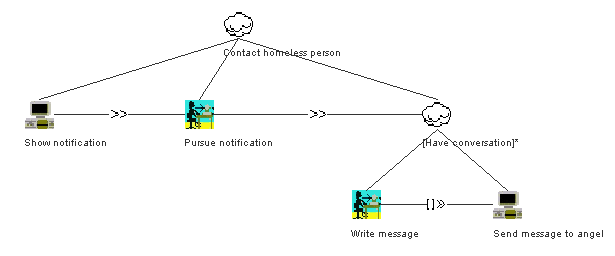 Contact homeless person
>> >>
Show notification Pursue notification [Have conversation]*
[]>>
Write message Send message to angel